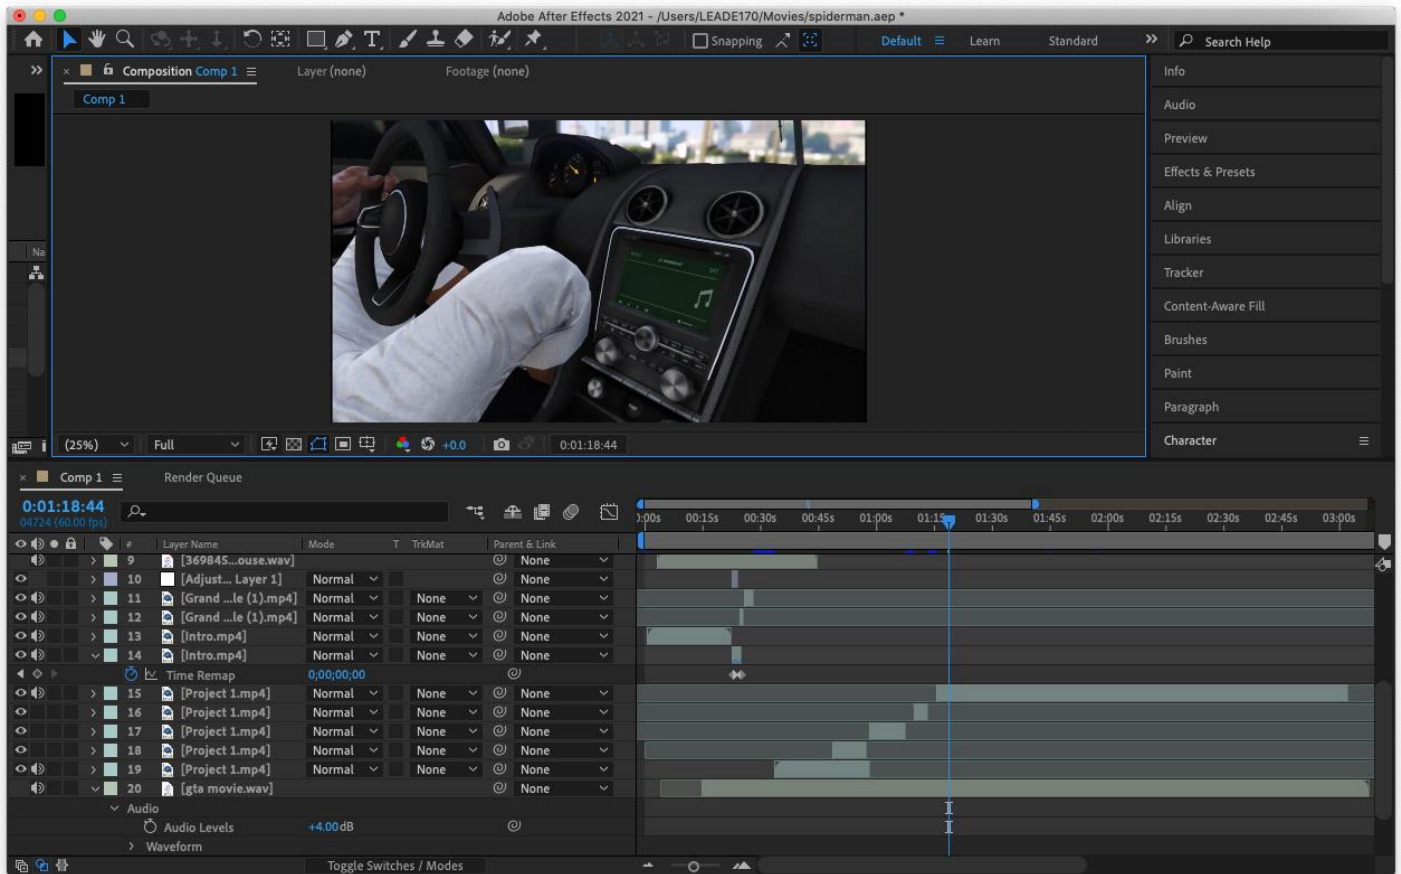 Adobe After Effects 2021 - /Users/LEADE170/Movies/spiderman.aep *
Snapping Default Learn Standard Search Help
Composition Comp 1 Layer (none) Footage (none)
Comp 1
Info
Audio
Preview
Effects & Presets
Align
Libraries
Tracker
Content-Aware Fill
Brushes
Paint
Paragraph
Character
Na
(25%) Full +0.0 0:01:18:44
Comp 1 Render Queue
0:01:18:44
04724 (60.00 fps)
):00s 00:15s 00:30s 00:45s 01:00s 01:15 01:30s 01:45s 02:00s 02:15s 02:30s 02:45s 03:00s
# Layer Name Mode T TrkMat Parent & Link
9 [369845...ouse.wav] None
10 [Adjust... Layer 1] Normal None
11 [Grand ...le (1).mp4] Normal None None
12 [Grand ...le (1).mp4] Normal None None
13 [Intro.mp4] Normal None None
14 [Intro.mp4] Normal None None
Time Remap 0;00;00;00
15 [Project 1.mp4] Normal None None
16 [Project 1.mp4] Normal None None
17 [Project 1.mp4] Normal None None
18 [Project 1.mp4] Normal None None
19 [Project 1.mp4] Normal None None
20 [gta movie.wav] None
Audio
Audio Levels +4.00 dB
Waveform
Toggle Switches / Modes